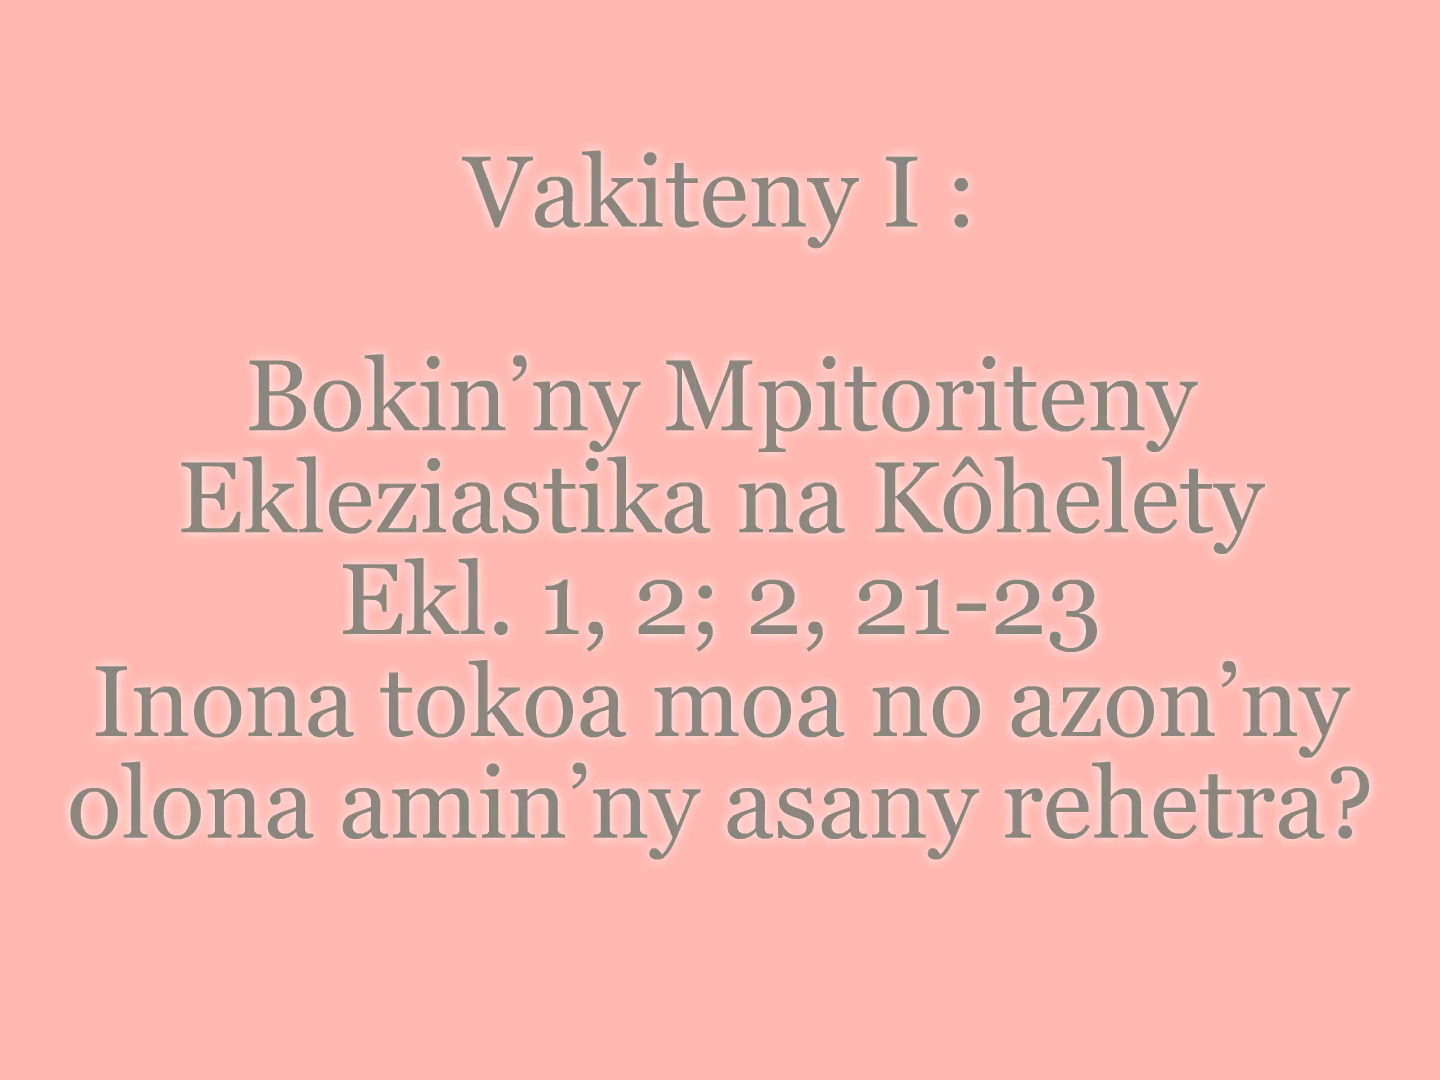 Vakiteny I :
Bokin’ny Mpitoriteny
Ekleziastika na Kôhelety
Ekl. 1, 2; 2, 21-23
Inona tokoa moa no azon’ny
olona amin’ny asany rehetra?